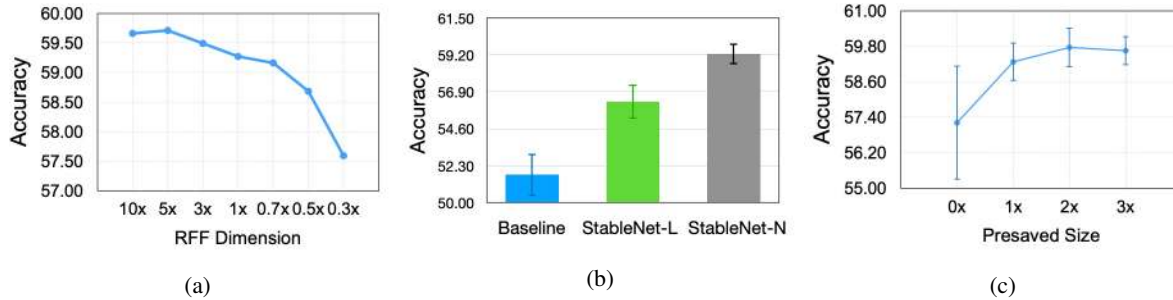 60.00
59.50
59.00
58.50
58.00
57.50
57.00
Accuracy
10x 5x 3x 1x 0.7x 0.5x 0.3x
RFF Dimension
(a)
61.50
59.20
56.90
54.60
52.30
50.00
Accuracy
Baseline StableNet-L StableNet-N
(b)
61.00
59.80
58.60
57.40
56.20
55.00
Accuracy
0x 1x 2x 3x
Presaved Size
(c)